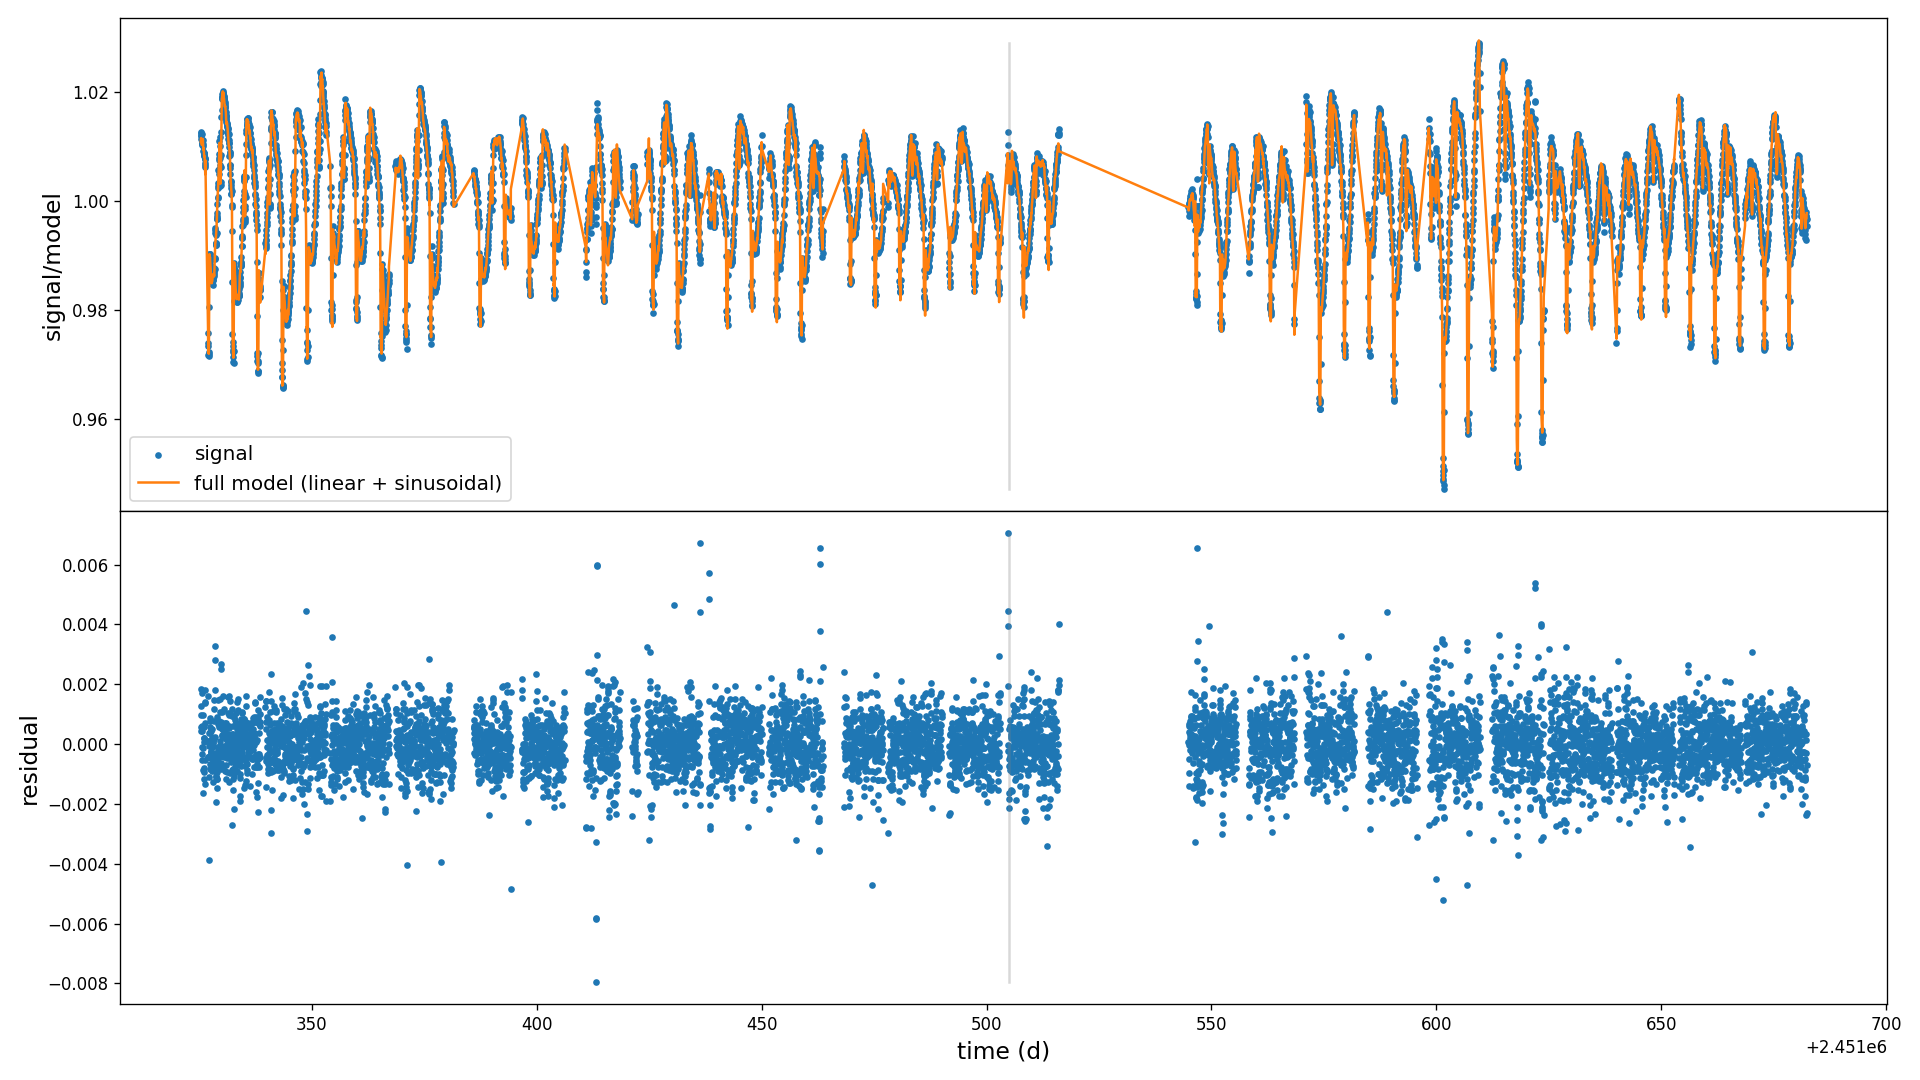 signal/model
1.02
1.00
0.98
0.96
signal
full model (linear + sinusoidal)
residual
0.006
0.004
0.002
0.000
−0.002
−0.004
−0.006
−0.008
350 400 450 500 550 600 650 700
time (d)
+2.451e6